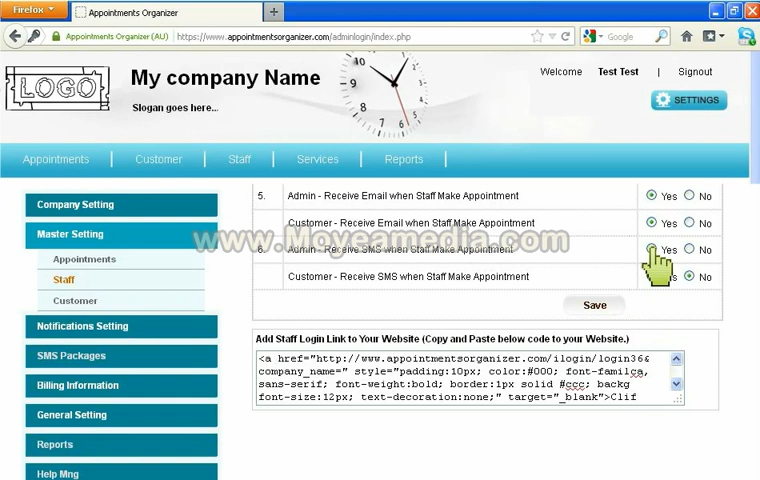 Firefox
Appointments Organizer
+
Appointments Organizer (AU)
https://www.appointmentsorganizer.com/adminlogin/index.php
Google
LOGO
My company Name
Slogan goes here...
10
9
8
7
6
5
Welcome
Test Test
|
Signout
SETTINGS
Appointments
Customer
Staff
Services
Reports
Company Setting
Master Setting
Appointments
Staff
Customer
Notifications Setting
SMS Packages
Billing Information
General Setting
Reports
Help Mng
5. Admin - Receive Email when Staff Make Appointment Yes No
Customer - Receive Email when Staff Make Appointment Yes No
www.Moyeamedia.com
6. Admin - Receive SMS when Staff Make Appointment Yes No
Customer - Receive SMS when Staff Make Appointment No
Save
Add Staff Login Link to Your Website (Copy and Paste below code to your Website.)
<a href="http://www.appointmentsorganizer.com/ilogin/login36&
company_name=" style="padding:10px; color:#000; font-familca,
sans-serif; font-weight:bold; border:1px solid #ccc; backg
font-size:12px; text-decoration:none;" target="_blank">Clif